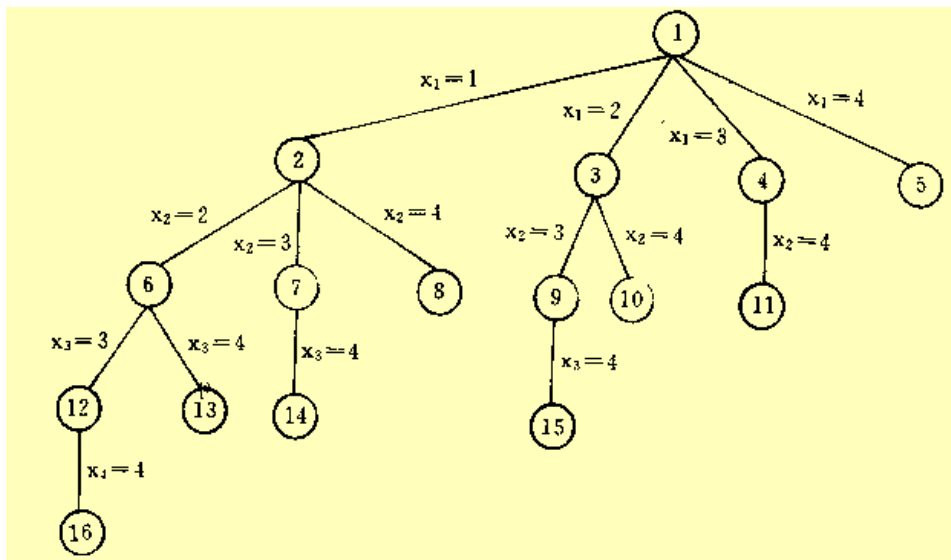 1
x₁=1
x₁=2
x₁=3
x₁=4
2
3
4
5
x₂=2
x₂=3
x₂=4
x₂=3
x₂=4
x₂=4
6
7
8
9
10
11
x₃=3
x₃=4
x₃=4
x₃=4
12
13
14
15
x₄=4
16